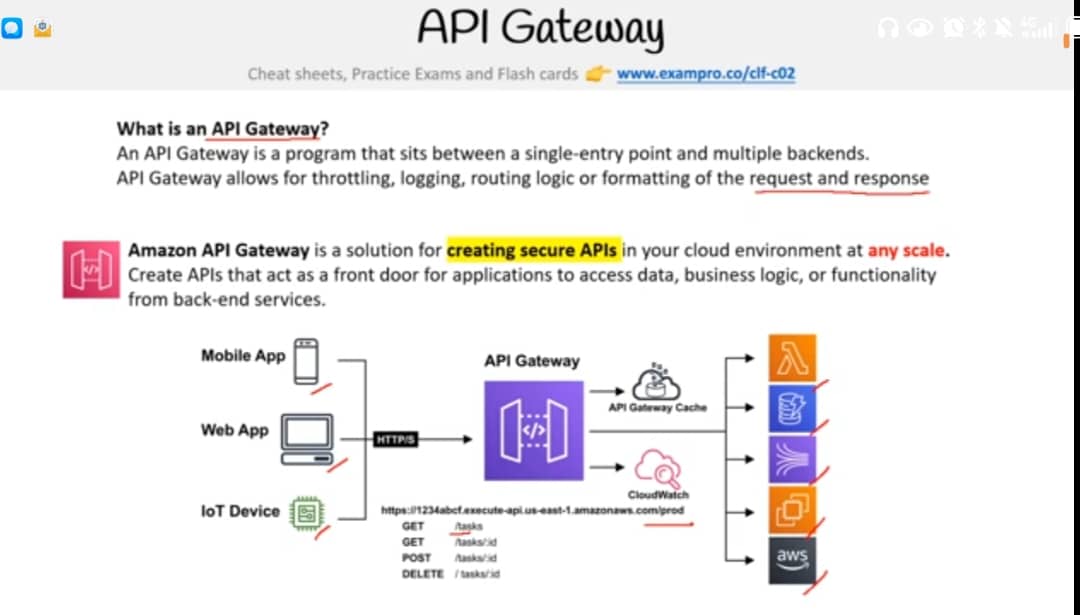 API Gateway
Cheat sheets, Practice Exams and Flash cards 👉 www.exampro.co/clf-c02
What is an API Gateway?
An API Gateway is a program that sits between a single-entry point and multiple backends.
API Gateway allows for throttling, logging, routing logic or formatting of the request and response
Amazon API Gateway is a solution for creating secure APIs in your cloud environment at any scale.
Create APIs that act as a front door for applications to access data, business logic, or functionality
from back-end services.
Mobile App
Web App
IoT Device
HTTP/S
API Gateway
</>
API Gateway Cache
CloudWatch
https://1234abcf.execute-api.us-east-1.amazonaws.com/prod
GET /tasks
GET /tasks/:id
POST /tasks/:id
DELETE / tasks/:id
aws